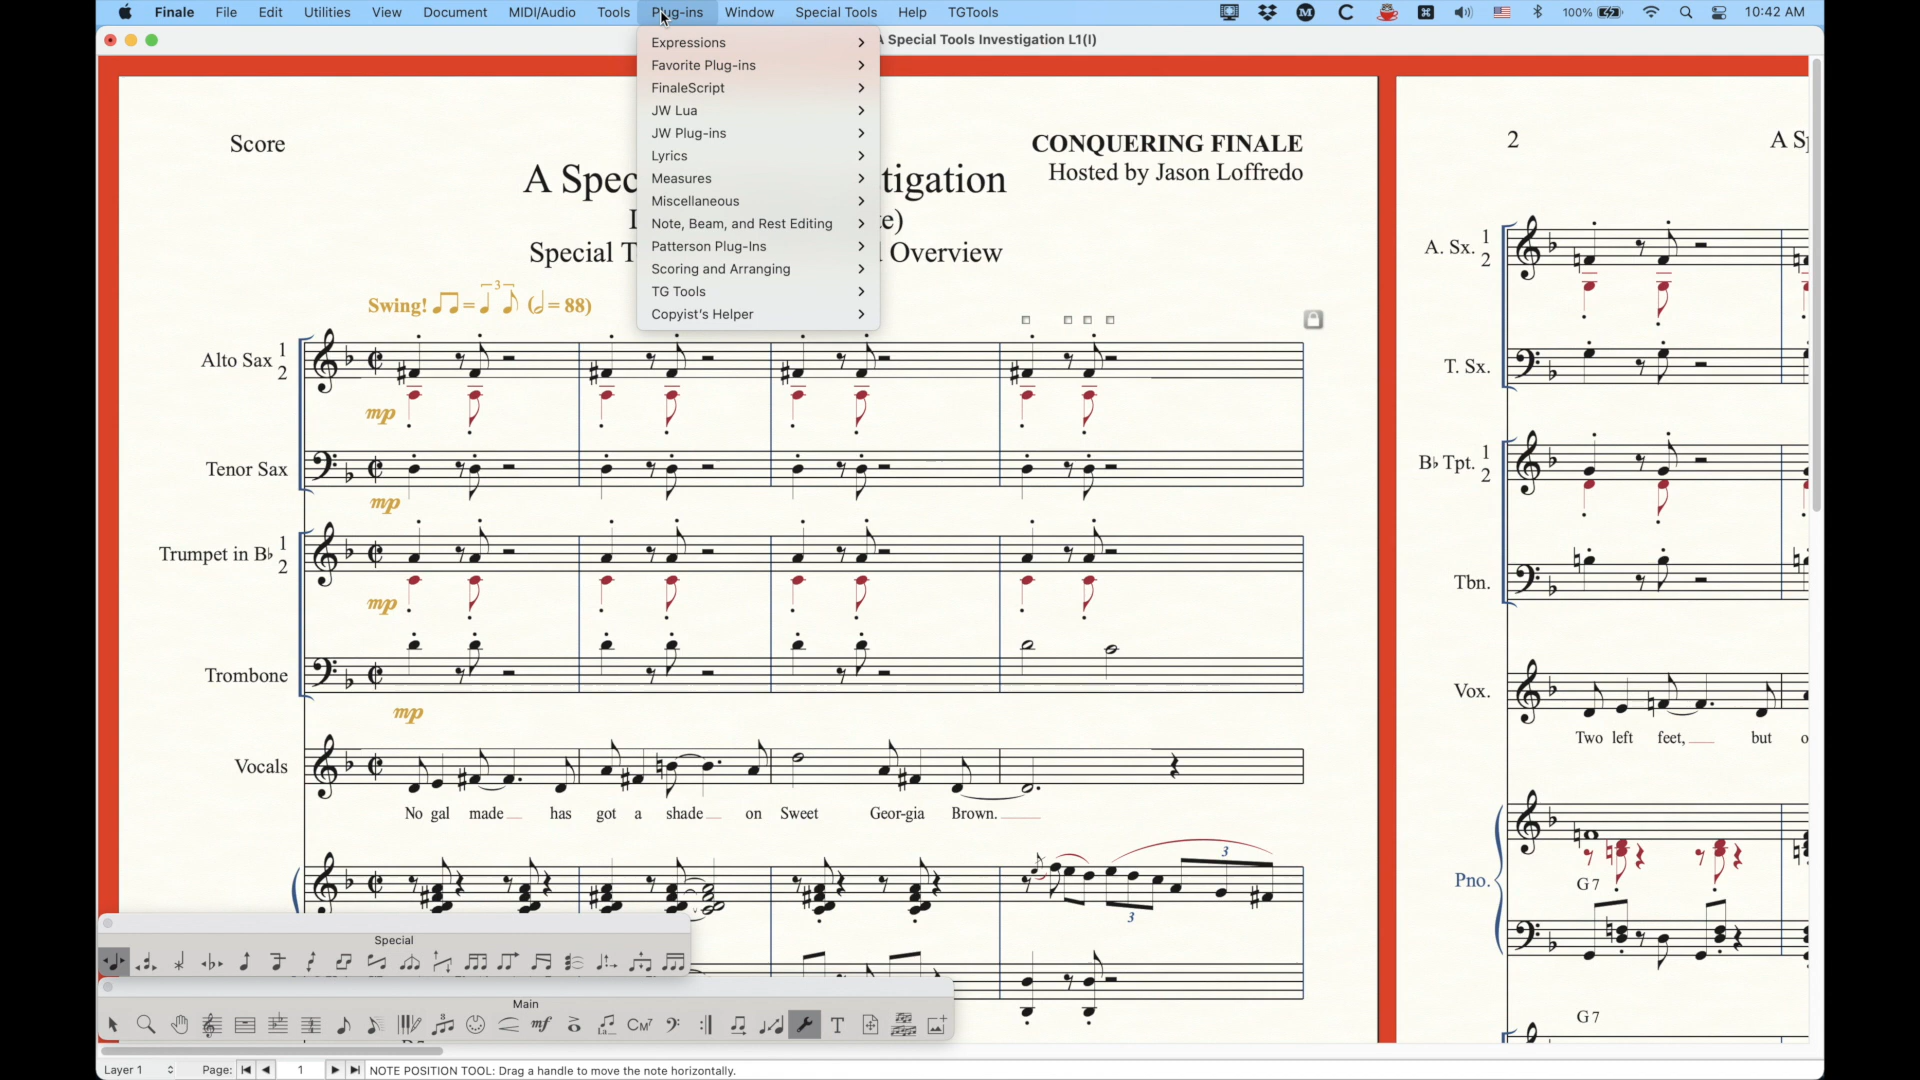 Finale File Edit Utilities View Document MIDI/Audio Tools Plug-ins Window Special Tools Help TGTools 100% 10:42 AM
A Special Tools Investigation L1(I)
Expressions
Favorite Plug-ins
FinaleScript
JW Lua
JW Plug-ins
Lyrics
Measures
Miscellaneous
Note, Beam, and Rest Editing
Patterson Plug-Ins
Scoring and Arranging
TG Tools
Copyist's Helper
Score
CONQUERING FINALE
Hosted by Jason Loffredo
A Spec tigation
Special T Overview
Swing! = 3 ( = 88)
Alto Sax 1 2
mp
Tenor Sax
mp
Trumpet in B♭ 1 2
mp
Trombone
mp
Vocals
No gal made has got a shade on Sweet Geor-gia Brown.
3
3
2
A Sp
A. Sx. 1 2
T. Sx.
B♭ Tpt. 1 2
Tbn.
Vox.
Two left feet, but o
Pno.
G7
G7
Special
Main
mf
CM7
T
Layer 1 Page: 1 NOTE POSITION TOOL: Drag a handle to move the note horizontally.